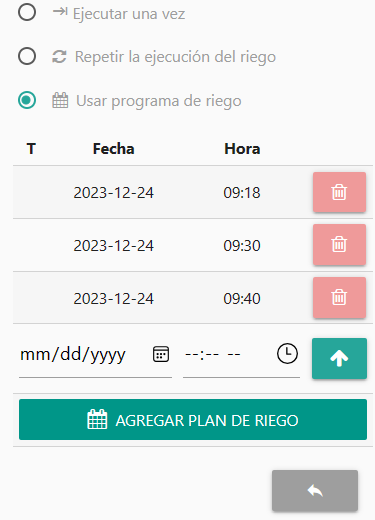 Ejecutar una vez
Repetir la ejecución del riego
Usar programa de riego
T Fecha Hora
2023-12-24 09:18
2023-12-24 09:30
2023-12-24 09:40
mm/dd/yyyy --:-- --
AGREGAR PLAN DE RIEGO